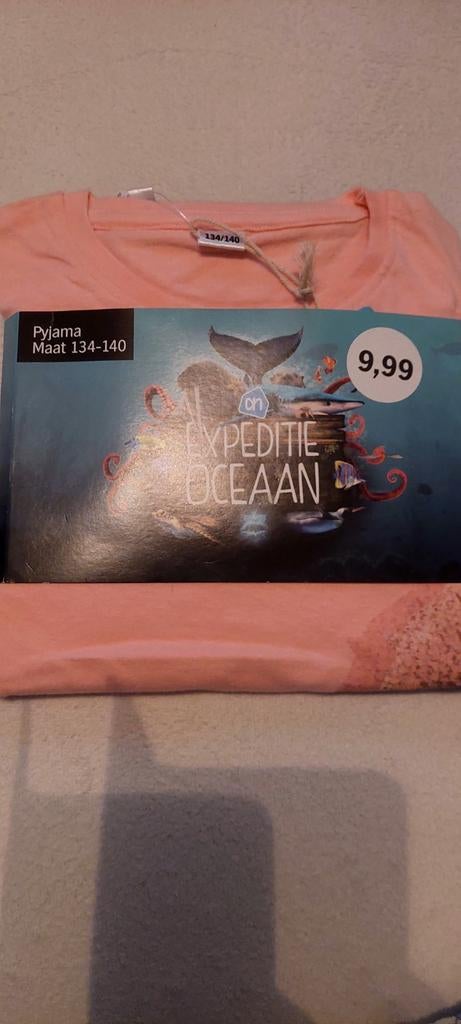 134/140
Pyjama
Maat 134-140
9,99
ah
EXPEDITIE
OCEAAN